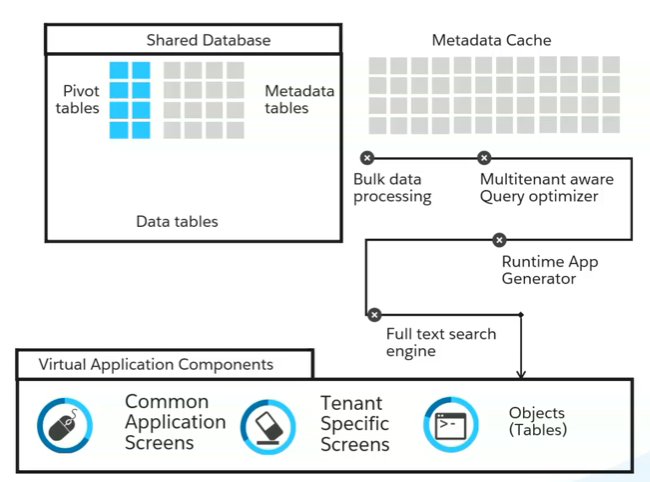 Shared Database
Metadata Cache
Pivot
tables
Metadata
tables
Data tables
Bulk data
processing
Multitenant aware
Query optimizer
Runtime App
Generator
Full text search
engine
Virtual Application Components
Common
Application
Screens
Tenant
Specific
Screens
>-
Objects
(Tables)